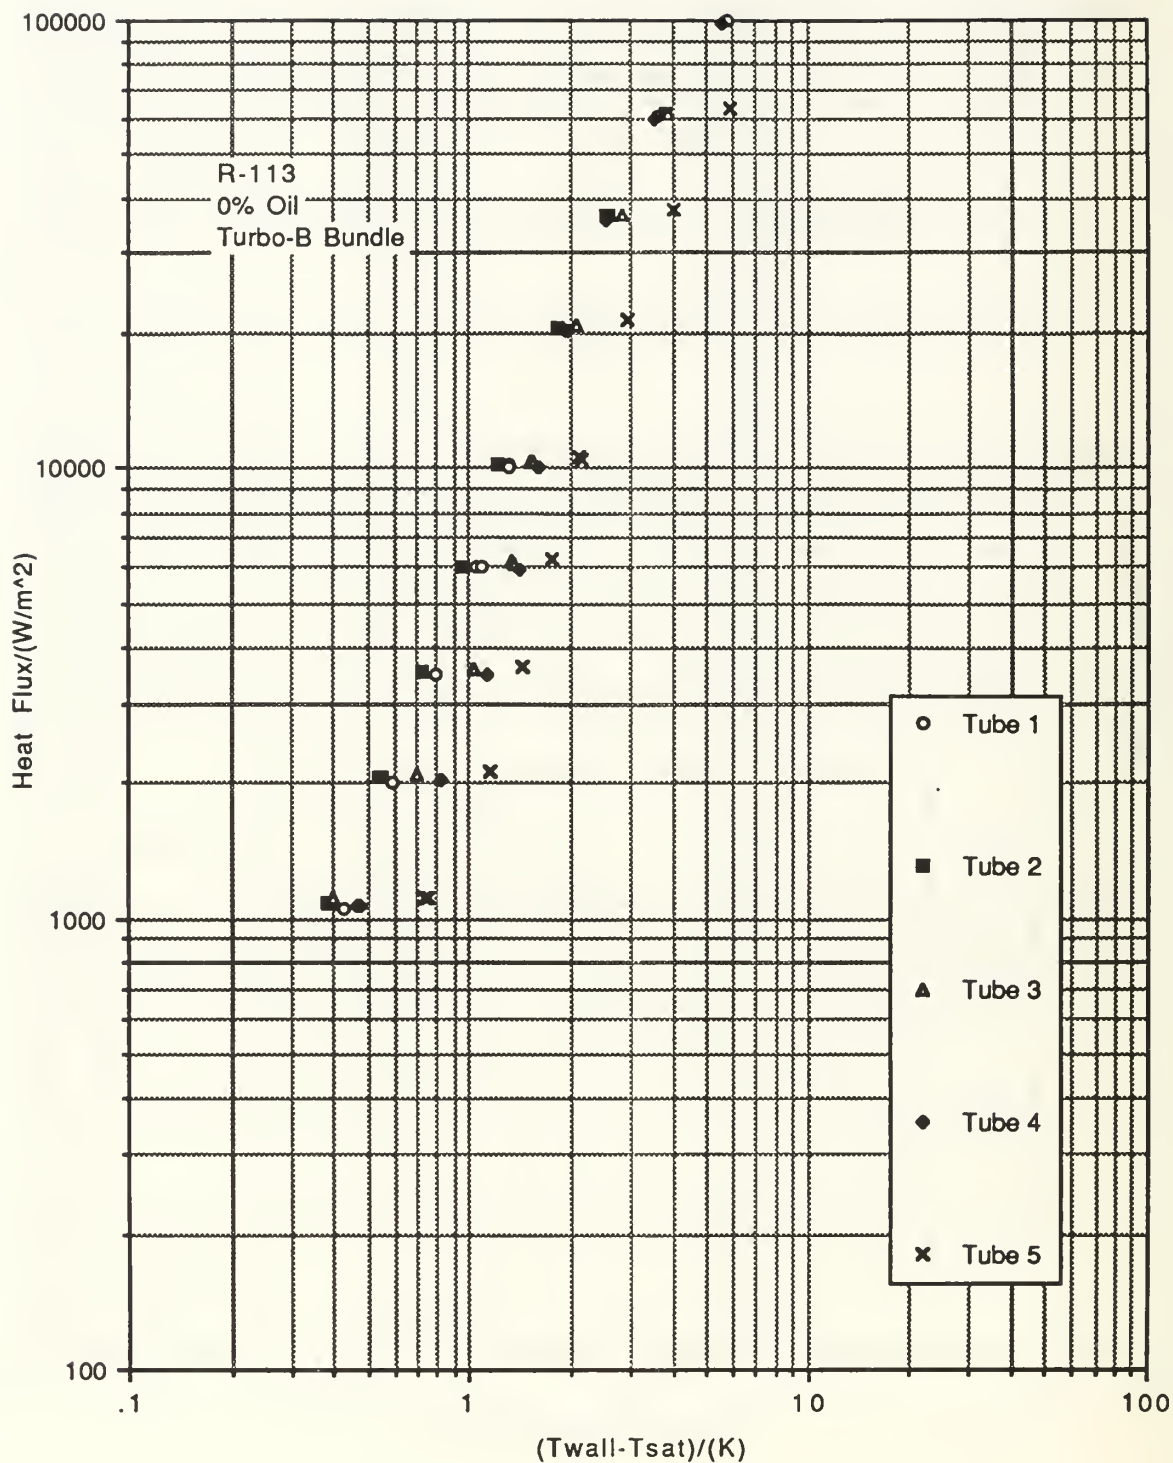 100000
R-113
0% Oil
Turbo-B Bundle
10000
Heat Flux/(W/m^2)
Tube 1
Tube 2
1000
Tube 3
Tube 4
Tube 5
100
.1 1 10 100
(Twall-Tsat)/(K)